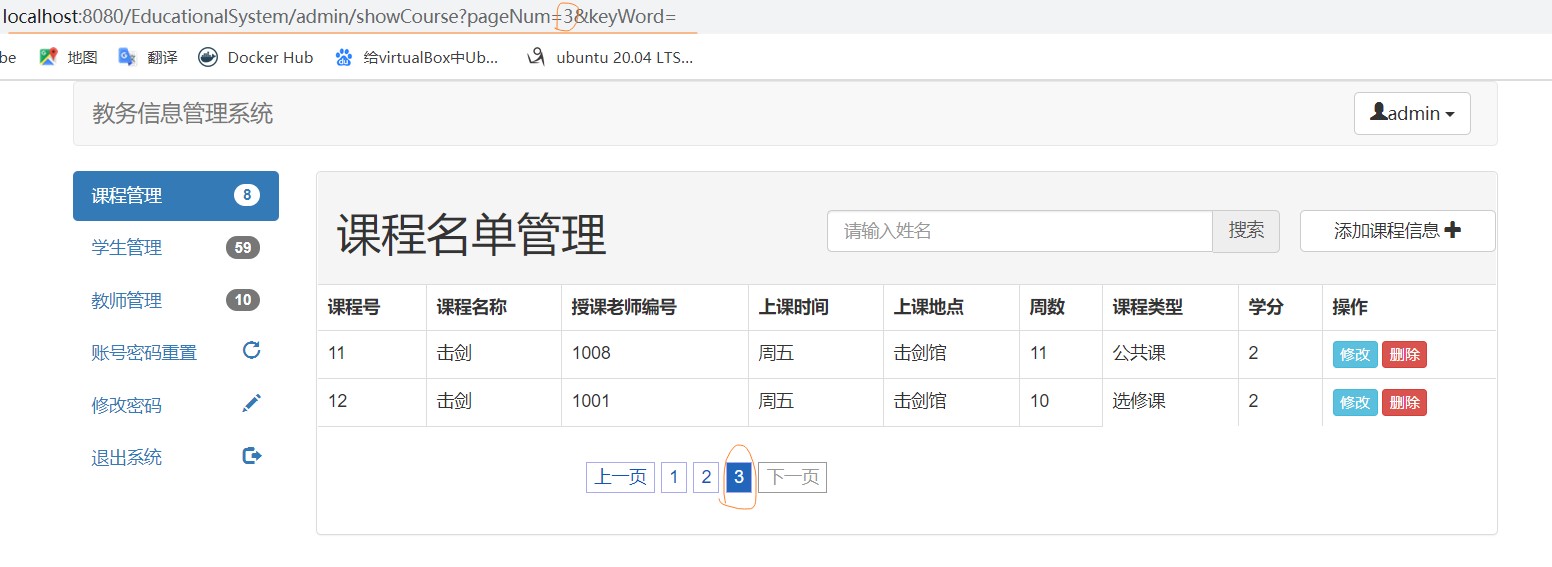 localhost:8080/EducationalSystem/admin/showCourse?pageNum=3&keyWord=
be 地图 翻译 Docker Hub 给virtualBox中Ub... ubuntu 20.04 LTS...
教务信息管理系统 admin
课程管理 8
学生管理 59
教师管理 10
账号密码重置
修改密码
退出系统
课程名单管理 请输入姓名 搜索 添加课程信息
课程号 课程名称 授课老师编号 上课时间 上课地点 周数 课程类型 学分 操作
11 击剑 1008 周五 击剑馆 11 公共课 2 修改 删除
12 击剑 1001 周五 击剑馆 10 选修课 2 修改 删除
上一页 1 2 3 下一页